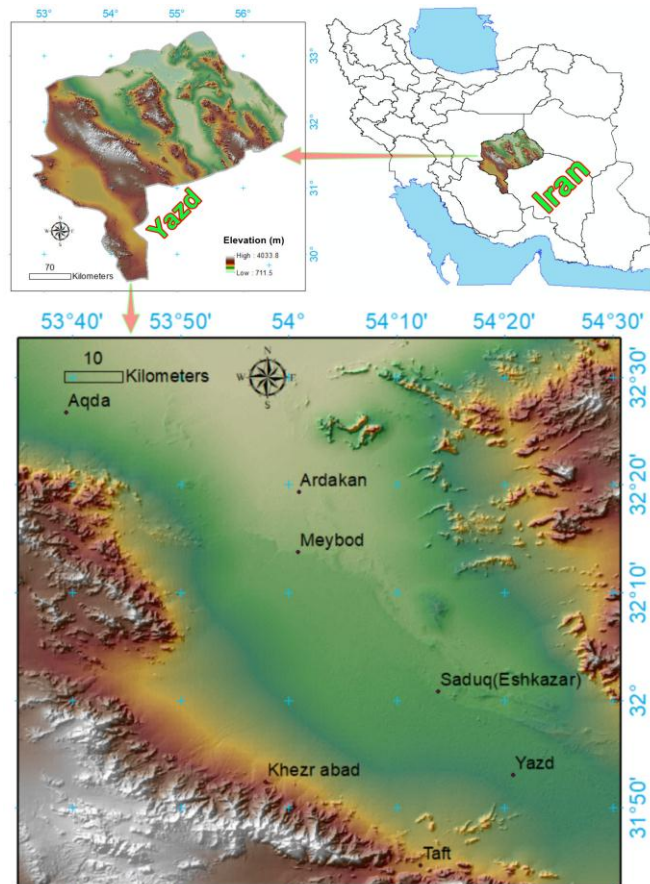 53° 54° 55° 56°
33°
32°
31°
30°
Yazd
N
W E
S
70
Kilometers
Elevation (m)
High : 4033.8
Low : 711.5
Iran
53°40' 53°50' 54° 54°10' 54°20' 54°30'
10
Kilometers
N
W E
S
Aqda
Ardakan
Meybod
Saduq(Eshkazar)
Yazd
Khezr abad
Taft
32°30'
32°20'
32°10'
32°
31°50'